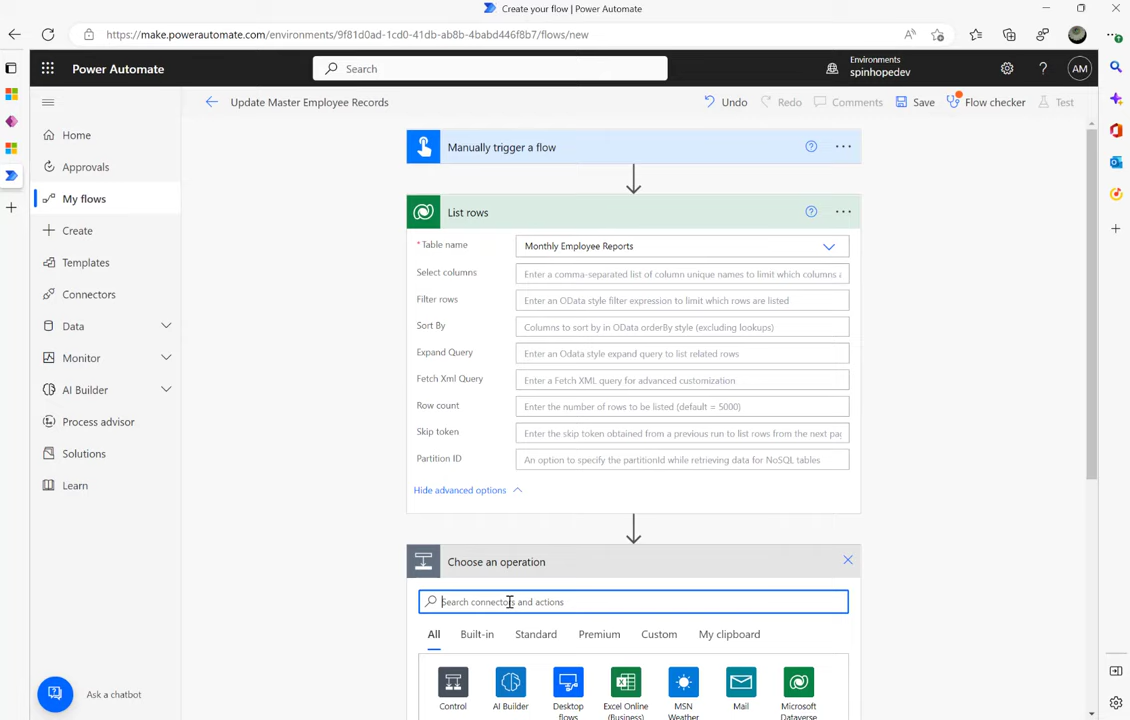 Create your flow | Power Automate
https://make.powerautomate.com/environments/9f81d0ad-1cd0-41db-ab8b-4babd446f8b7/flows/new
Power Automate
Search
Environments
spinhopedev
AM
Update Master Employee Records
Undo
Redo
Comments
Save
Flow checker
Test
Home
Approvals
My flows
Create
Templates
Connectors
Data
Monitor
AI Builder
Process advisor
Solutions
Learn
Ask a chatbot
Manually trigger a flow
List rows
* Table name
Monthly Employee Reports
Select columns
Enter a comma-separated list of column unique names to limit which columns a
Filter rows
Enter an OData style filter expression to limit which rows are listed
Sort By
Columns to sort by in OData orderBy style (excluding lookups)
Expand Query
Enter an Odata style expand query to list related rows
Fetch Xml Query
Enter a Fetch XML query for advanced customization
Row count
Enter the number of rows to be listed (default = 5000)
Skip token
Enter the skip token obtained from a previous run to list rows from the next pag
Partition ID
An option to specify the partitionId while retrieving data for NoSQL tables
Hide advanced options
Choose an operation
Search connectors and actions
All
Built-in
Standard
Premium
Custom
My clipboard
Control
AI Builder
Desktop
flows
Excel Online
(Business)
MSN
Weather
Mail
Microsoft
Dataverse